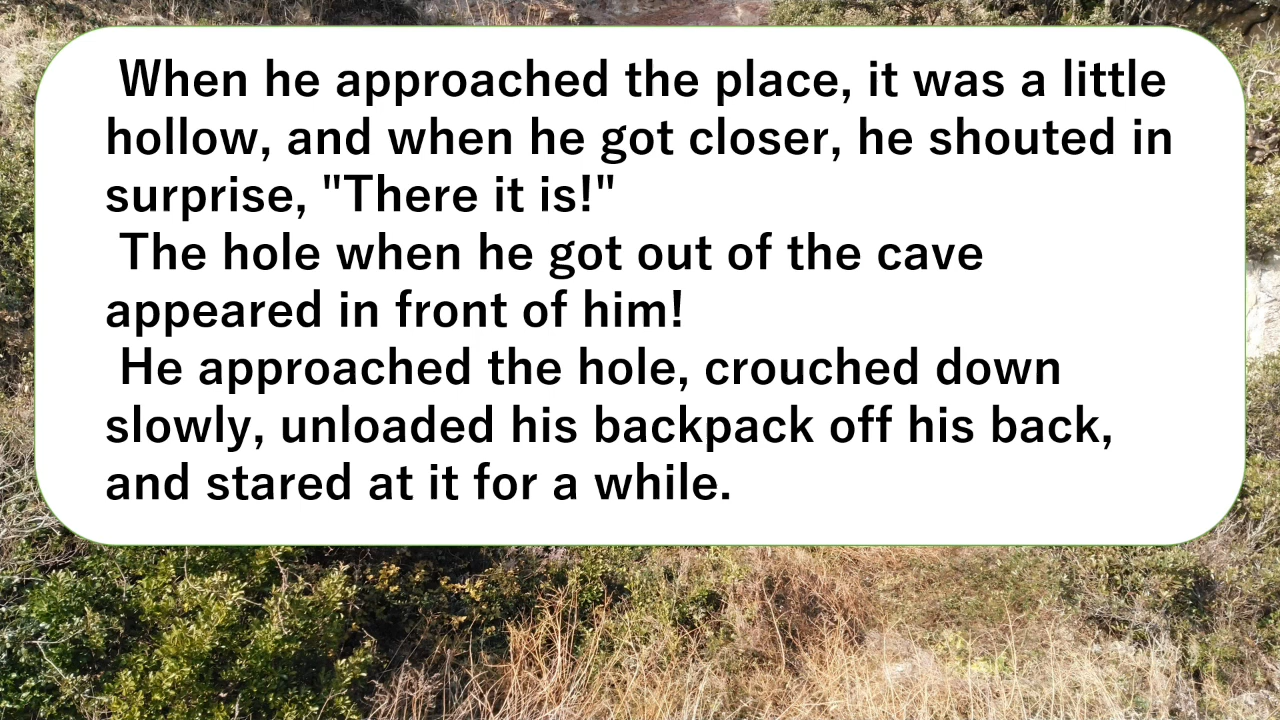 When he approached the place, it was a little
hollow, and when he got closer, he shouted in
surprise, "There it is!"
The hole when he got out of the cave
appeared in front of him!
He approached the hole, crouched down
slowly, unloaded his backpack off his back,
and stared at it for a while.